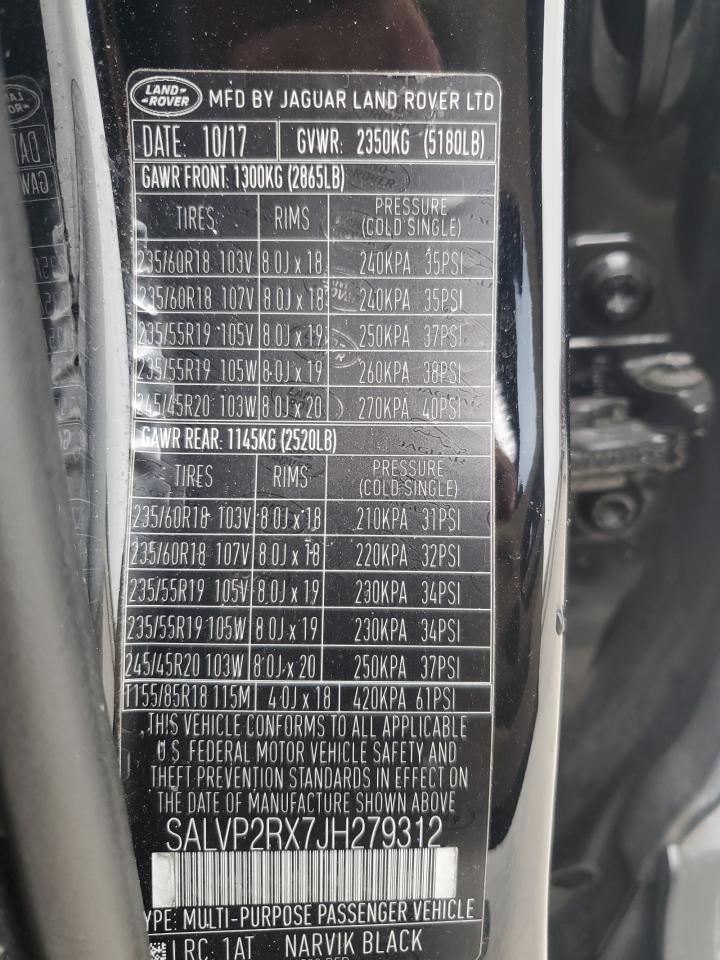 LAND ROVER MFD BY JAGUAR LAND ROVER LTD
DATE: 10/17 GVWR: 2350KG (5180LB)
GAWR FRONT: 1300KG (2865LB)
TIRES RIMS PRESSURE (COLD SINGLE)
235/60R18 103V 8.0J x 18 240KPA 35PSI
235/60R18 107V 8.0J x 18 240KPA 35PSI
235/55R19 105V 8.0J x 19 250KPA 37PSI
235/55R19 105W 8.0J x 19 260KPA 38PSI
245/45R20 103W 8.0J x 20 270KPA 40PSI
GAWR REAR: 1145KG (2520LB)
TIRES RIMS PRESSURE (COLD SINGLE)
235/60R18 103V 8.0J x 18 210KPA 31PSI
235/60R18 107V 8.0J x 18 220KPA 32PSI
235/55R19 105V 8.0J x 19 230KPA 34PSI
235/55R19 105W 8.0J x 19 230KPA 34PSI
245/45R20 103W 8.0J x 20 250KPA 37PSI
T155/85R18 115M 4.0J x 18 420KPA 61PSI
THIS VEHICLE CONFORMS TO ALL APPLICABLE
U.S. FEDERAL MOTOR VEHICLE SAFETY AND
THEFT PREVENTION STANDARDS IN EFFECT ON
THE DATE OF MANUFACTURE SHOWN ABOVE
SALVP2RX7JH279312
TYPE: MULTI-PURPOSE PASSENGER VEHICLE
LRC: 1AT NARVIK BLACK